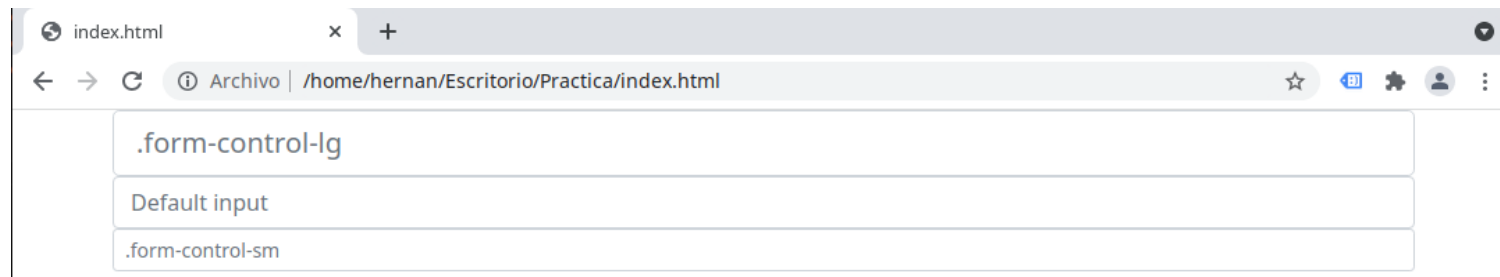 index.html
Archivo /home/hernan/Escritorio/Practica/index.html
.form-control-lg
Default input
.form-control-sm